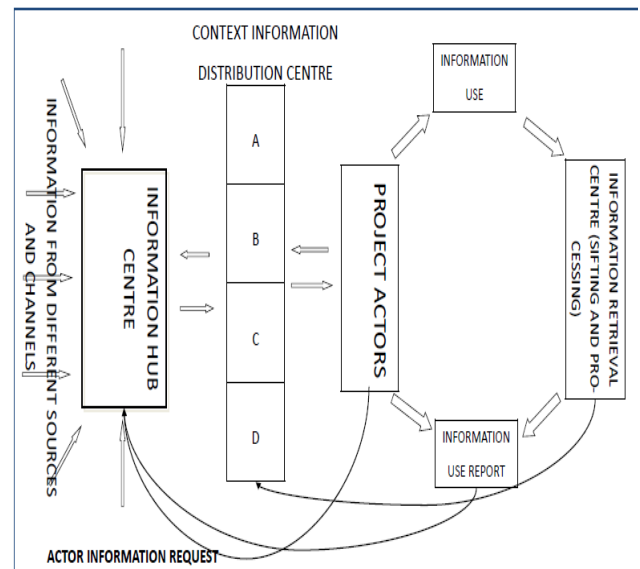 CONTEXT INFORMATION
DISTRIBUTION CENTRE
INFORMATION FROM DIFFERENT SOURCES
AND CHANNELS
INFORMATION HUB
CENTRE
A
B
C
D
PROJECT ACTORS
INFORMATION
USE
INFORMATION RETRIEVAL
CENTRE (SIFTING AND PRO-
CESSING)
INFORMATION
USE REPORT
ACTOR INFORMATION REQUEST